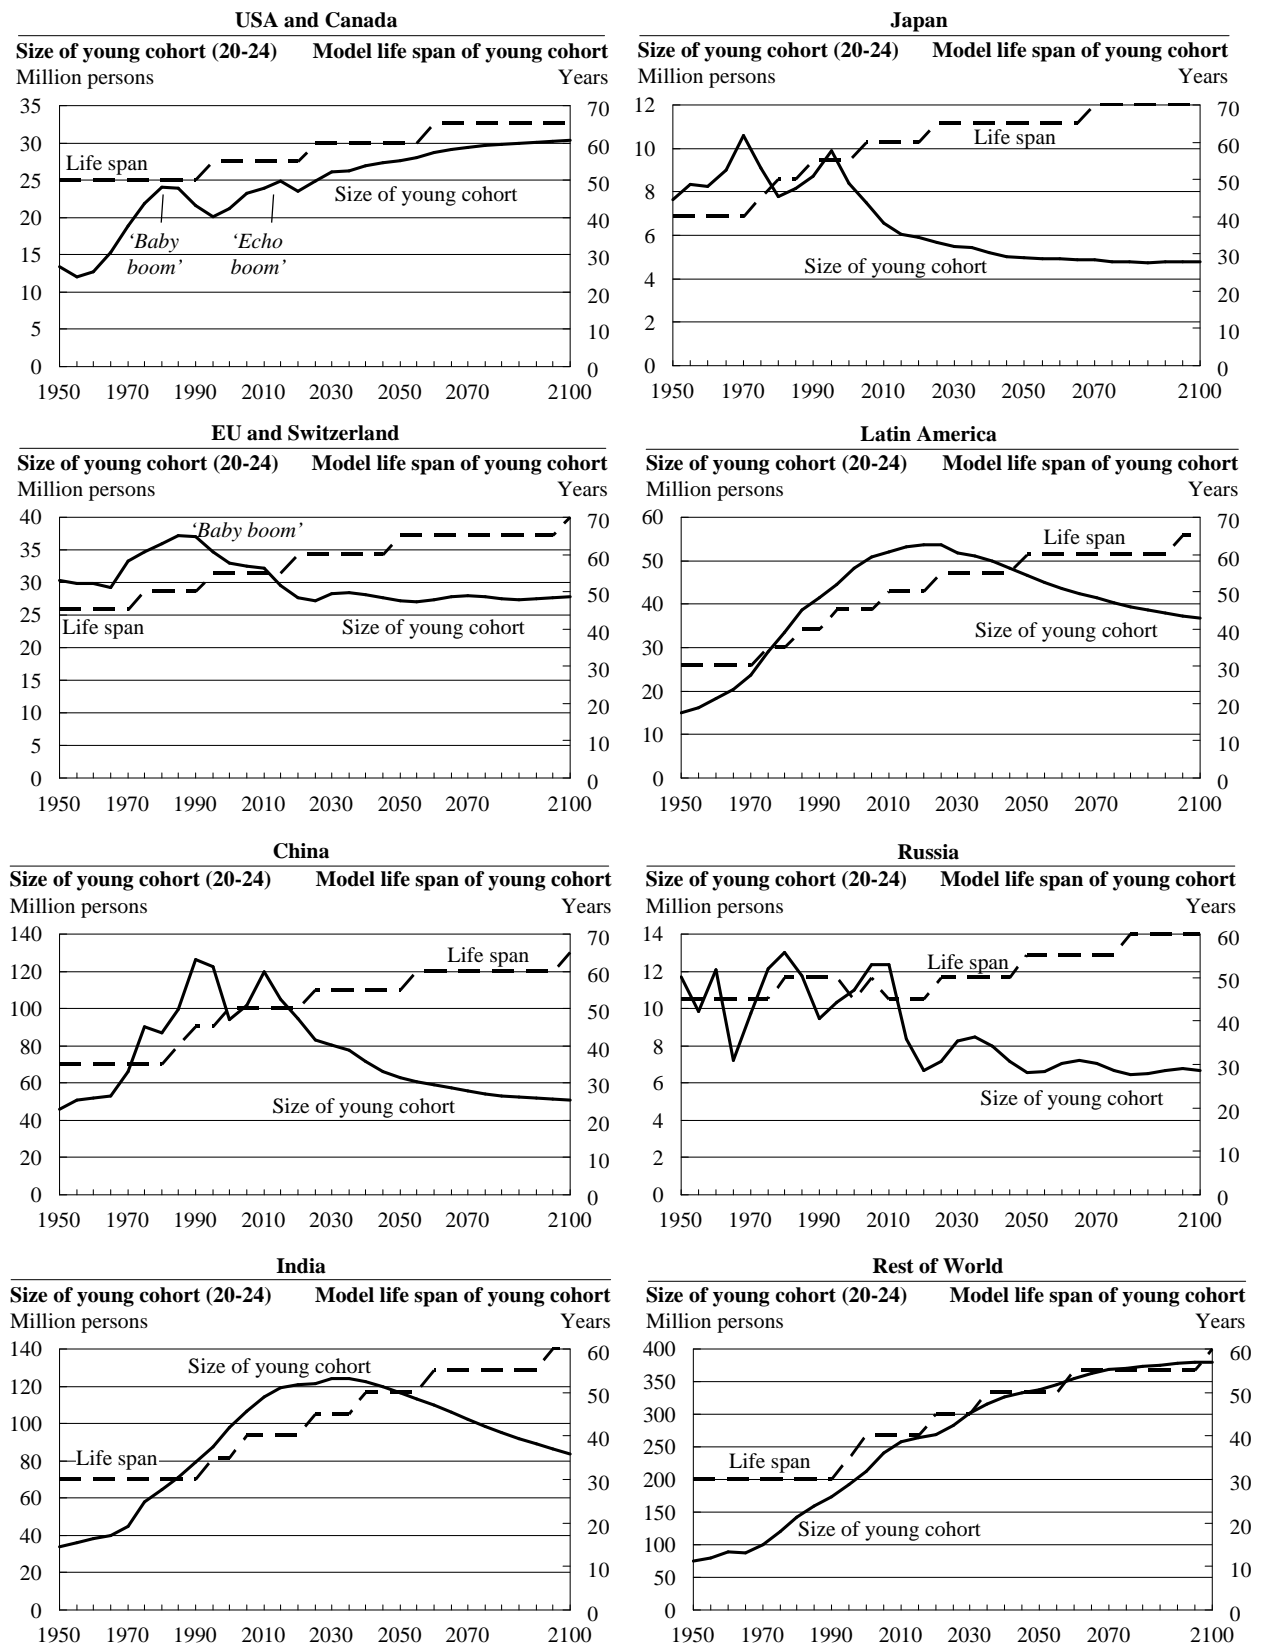 USA and Canada
Size of young cohort (20-24) Model life span of young cohort
Million persons Years
35 70
30 60
Life span
25 50
Size of young cohort
20 40
'Baby boom'
'Echo boom'
15 30
10 20
5 10
0 0
1950 1970 1990 2010 2030 2050 2070 2100
Japan
Size of young cohort (20-24) Model life span of young cohort
Million persons Years
12 70
Life span
10 60
8 50
40
6 30
Size of young cohort
4 20
2 10
0 0
1950 1970 1990 2010 2030 2050 2070 2100
EU and Switzerland
Size of young cohort (20-24) Model life span of young cohort
Million persons Years
40 70
'Baby boom'
35 60
30 50
25
Life span Size of young cohort
40
20 30
15 20
10 10
5
0 0
1950 1970 1990 2010 2030 2050 2070 2100
Latin America
Size of young cohort (20-24) Model life span of young cohort
Million persons Years
60 70
Life span
50 60
50
40 40
Size of young cohort
30 30
20 20
10 10
0 0
1950 1970 1990 2010 2030 2050 2070 2100
China
Size of young cohort (20-24) Model life span of young cohort
Million persons Years
140 70
Life span
120 60
100 50
80 40
60 30
Size of young cohort
40 20
20 10
0 0
1950 1970 1990 2010 2030 2050 2070 2100
Russia
Size of young cohort (20-24) Model life span of young cohort
Million persons Years
14 60
Life span
12 50
10 40
8 30
6
Size of young cohort
4 20
2 10
0 0
1950 1970 1990 2010 2030 2050 2070 2100
India
Size of young cohort (20-24) Model life span of young cohort
Million persons Years
140 60
Size of young cohort
120 50
100 40
Life span
80 30
60 20
40
20 10
0 0
1950 1970 1990 2010 2030 2050 2070 2100
Rest of World
Size of young cohort (20-24) Model life span of young cohort
Million persons Years
400 60
350 50
300
250 40
Life span
200 30
150
Size of young cohort
20
100
50 10
0 0
1950 1970 1990 2010 2030 2050 2070 2100